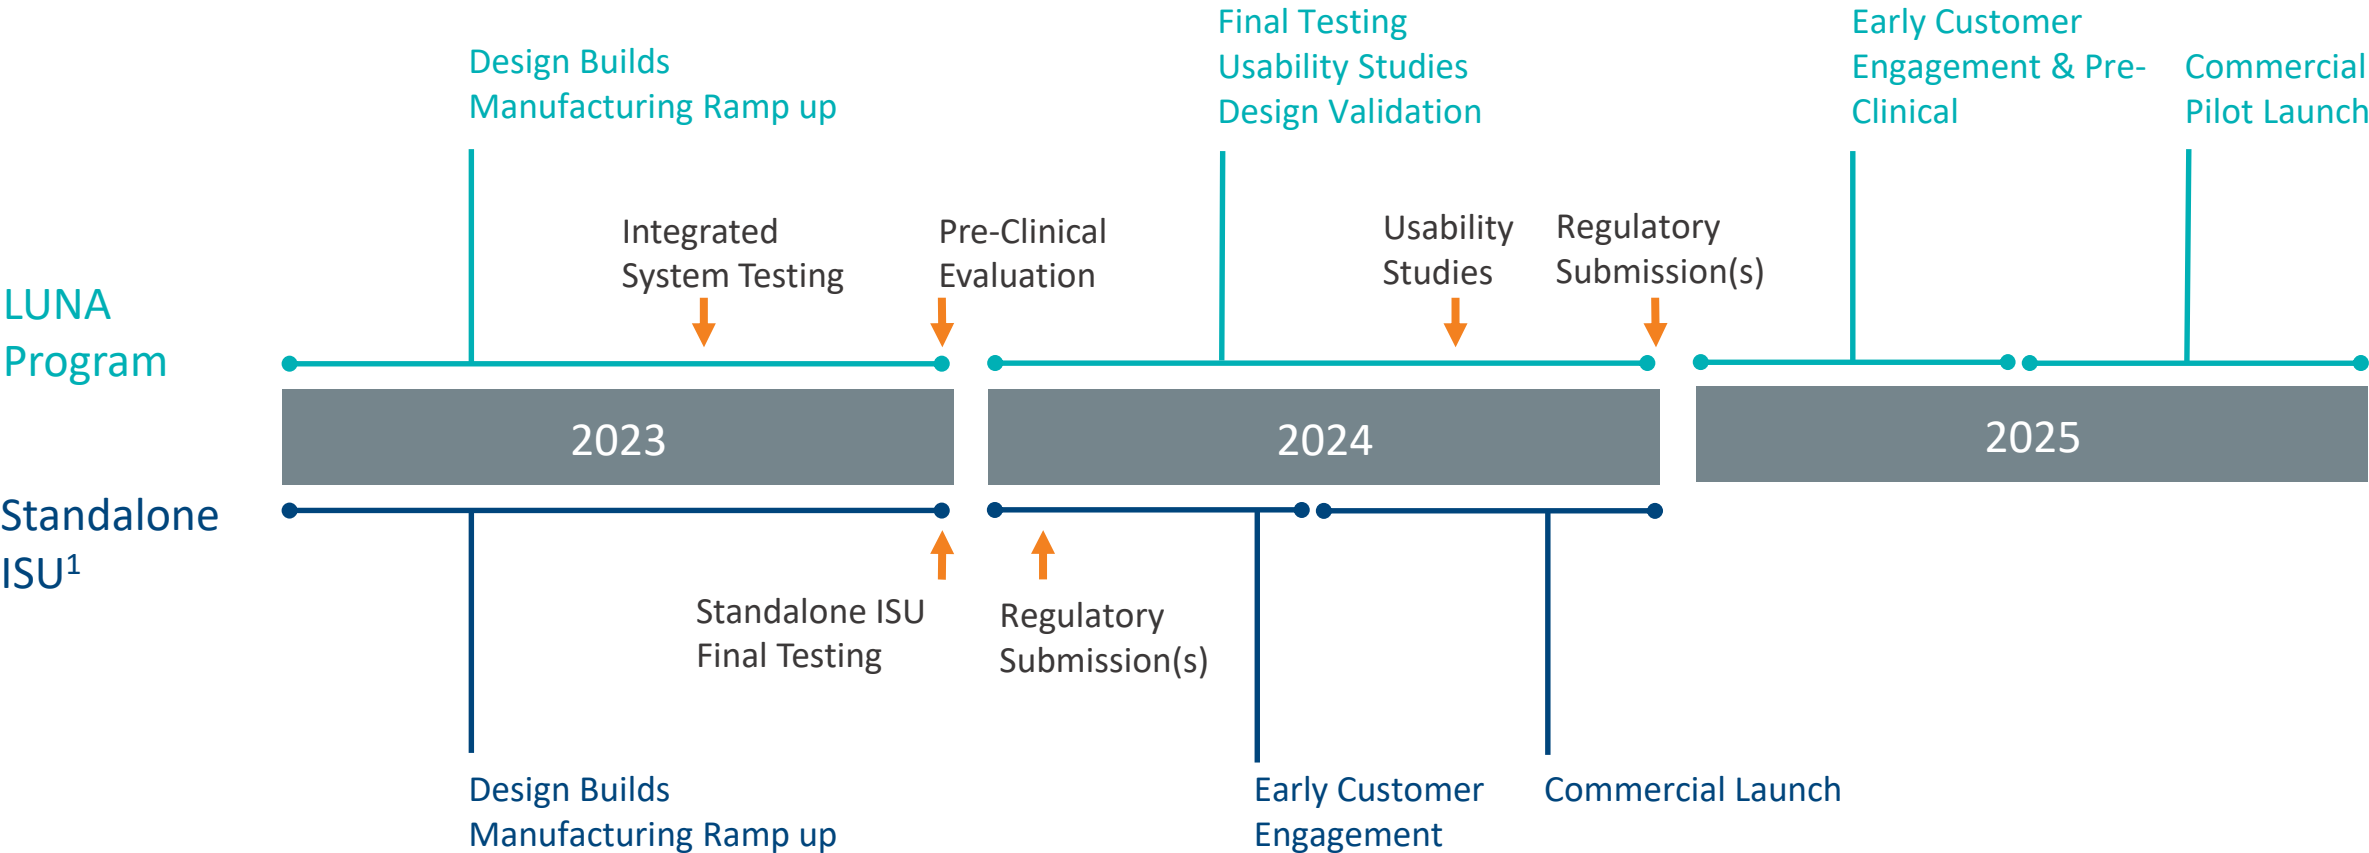 Final Testing
Usability Studies
Design Validation
Early Customer
Engagement & Pre-
Clinical
Commercial
Pilot Launch
Design Builds
Manufacturing Ramp up
Integrated
System Testing
Pre-Clinical
Evaluation
Usability
Studies
Regulatory
Submission(s)
LUNA
Program
2023
2024
2025
Standalone
ISU¹
Standalone ISU
Final Testing
Regulatory
Submission(s)
Design Builds
Manufacturing Ramp up
Early Customer
Engagement
Commercial Launch